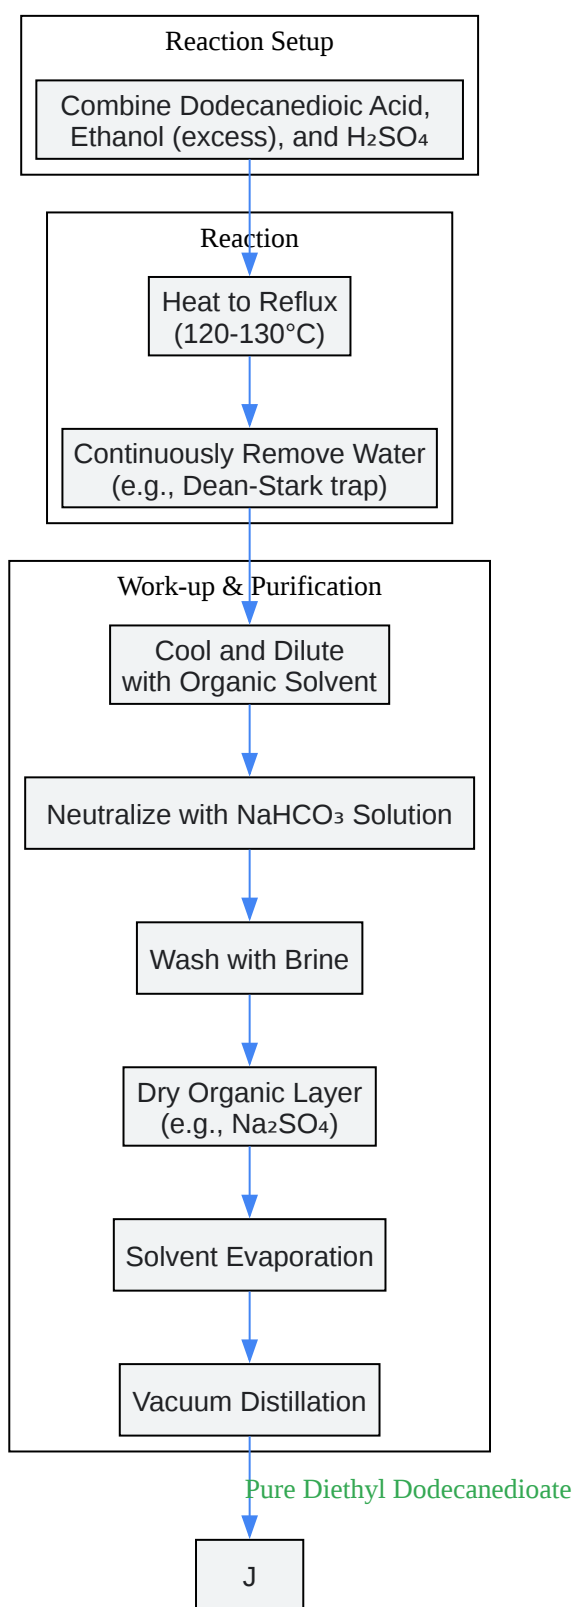 Reaction Setup
Combine Dodecanedioic Acid,
Ethanol (excess), and H₂SO₄
Reaction
Heat to Reflux
(120-130°C)
Continuously Remove Water
(e.g., Dean-Stark trap)
Work-up & Purification
Cool and Dilute
with Organic Solvent
Neutralize with NaHCO₃ Solution
Wash with Brine
Dry Organic Layer
(e.g., Na₂SO₄)
Solvent Evaporation
Vacuum Distillation
Pure Diethyl Dodecanedioate
J